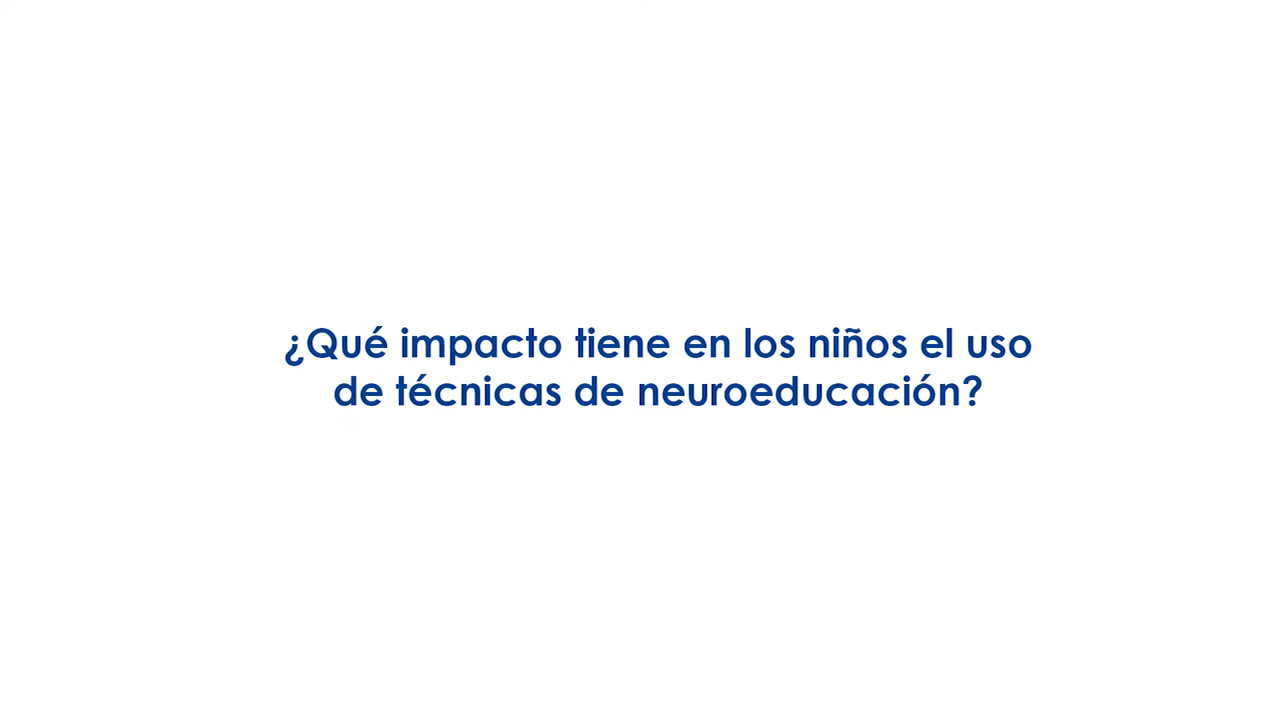 ¿Qué impacto tiene en los niños el uso
de técnicas de neuroeducación?